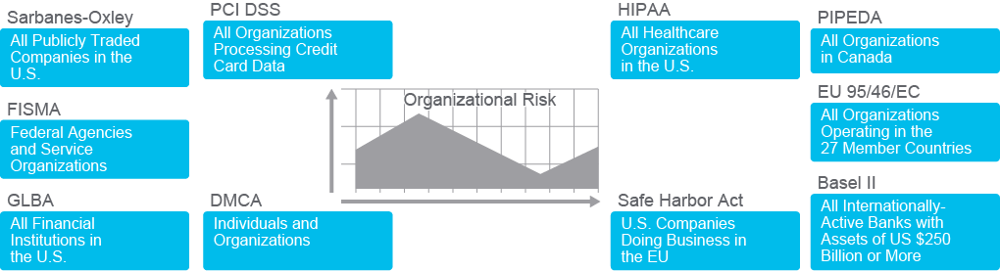 Sarbanes-Oxley
All Publicly Traded
Companies in the
U.S.
PCI DSS
All Organizations
Processing Credit
Card Data
HIPAA
All Healthcare
Organizations
in the U.S.
PIPEDA
All Organizations
in Canada
FISMA
Federal Agencies
and Service
Organizations
Organizational Risk
EU 95/46/EC
All Organizations
Operating in the
27 Member Countries
GLBA
All Financial
Institutions in
the U.S.
DMCA
Individuals and
Organizations
Safe Harbor Act
U.S. Companies
Doing Business in
the EU
Basel II
All Internationally-
Active Banks with
Assets of US $250
Billion or More